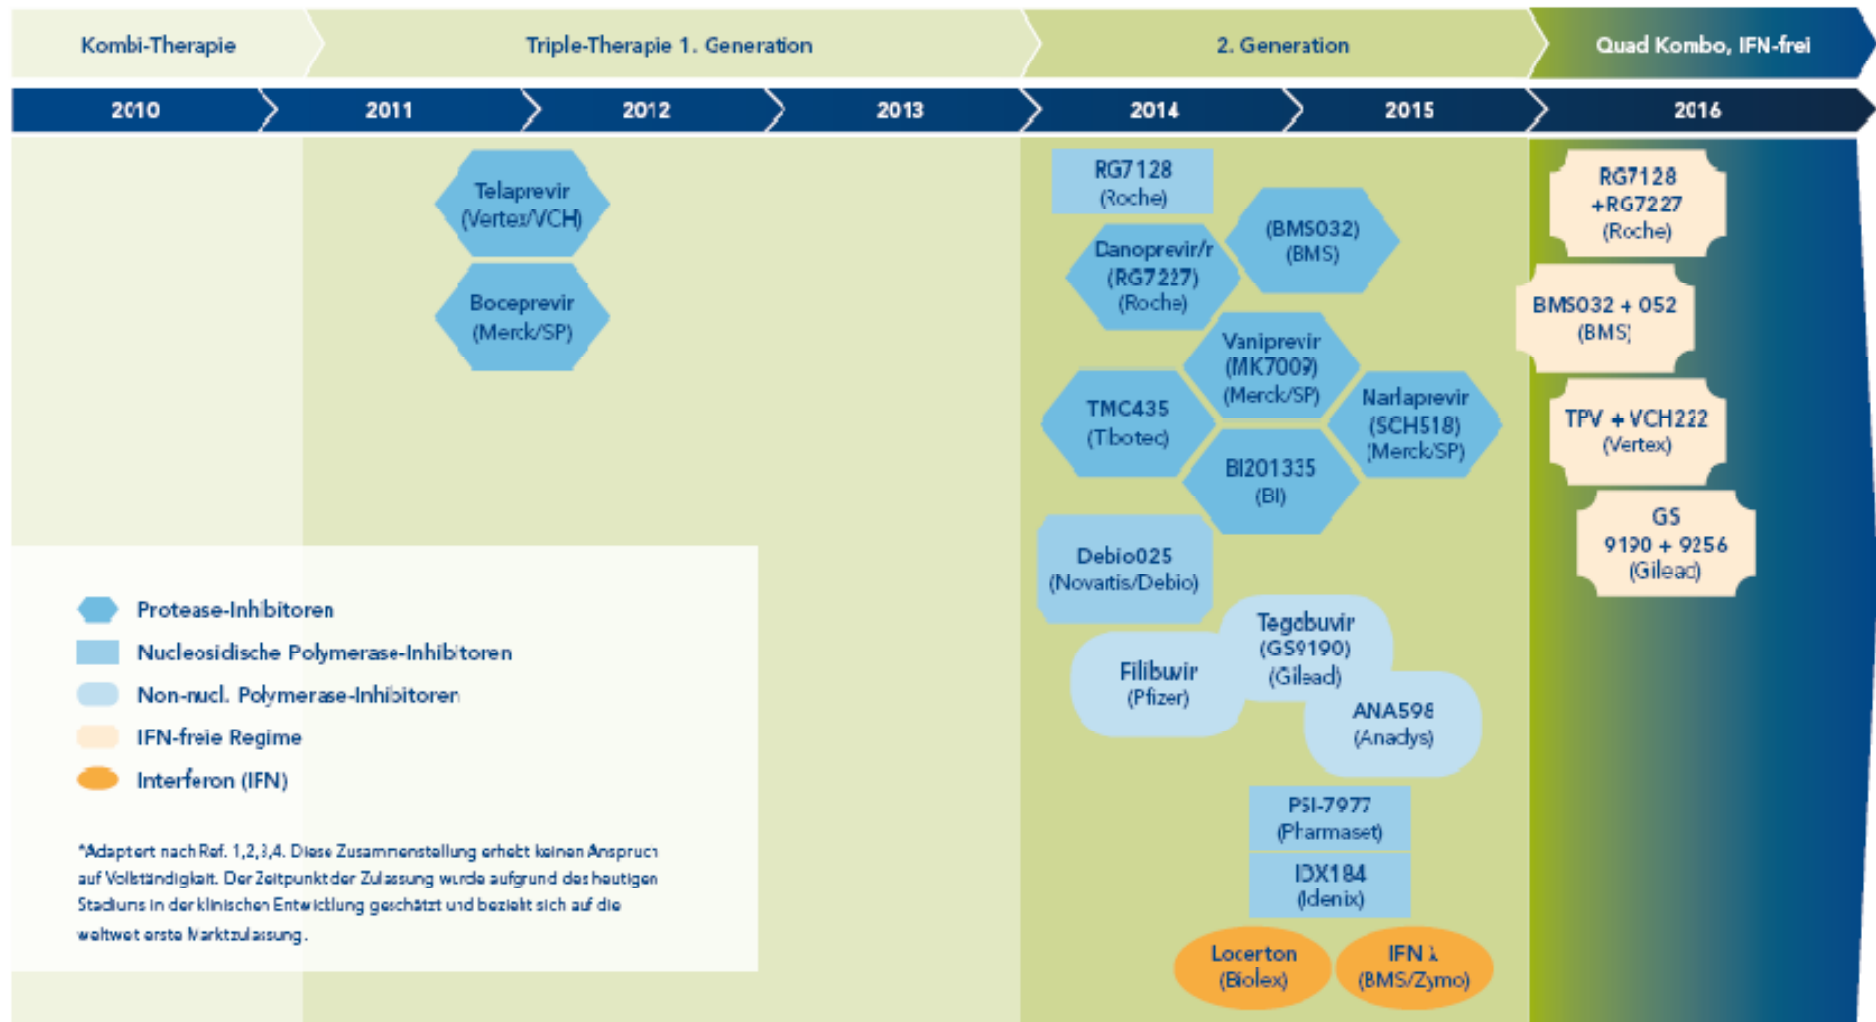 Kombi-Therapie
Triple-Therapie 1. Generation
2. Generation
Quad Kombo, IFN-frei
2010
2011
2012
2013
2014
2015
2016
Telaprevir
(Vertex/VCH)
Boceprevir
(Merck/SP)
RG7128
(Roche)
Danoprevir/r
(RG7227)
(Roche)
(BMS032)
(BMS)
Vaniprevir
(MK7009)
(Merck/SP)
TMC435
(Tibotec)
Narlaprevir
(SCH518)
(Merck/SP)
BI201335
(BI)
Debio025
(Novartis/Debio)
Tegobuvir
(GS9190)
(Gilead)
Filibuvir
(Pfizer)
ANA598
(Anadys)
PSI-7977
(Pharmaset)
IDX184
(Idenix)
Locerton
(Biolex)
IFN λ
(BMS/Zymo)
RG7128
+RG7227
(Roche)
BMS032 + 052
(BMS)
TPV + VCH222
(Vertex)
GS
9190 + 9256
(Gilead)
Protease-Inhibitoren
Nucleosidische Polymerase-Inhibitoren
Non-nucl. Polymerase-Inhibitoren
IFN-freie Regime
Interferon (IFN)
*Adaptert nach Ref. 1,2,3,4. Diese Zusammenstellung erhebt keinen Anspruch
auf Vollständigkeit. Der Zeitpunkt der Zulassung wurde aufgrund des heutigen
Stadiums in der klinischen Entwicklung geschätzt und bezieht sich auf die
weltweit erste Marktzulassung.